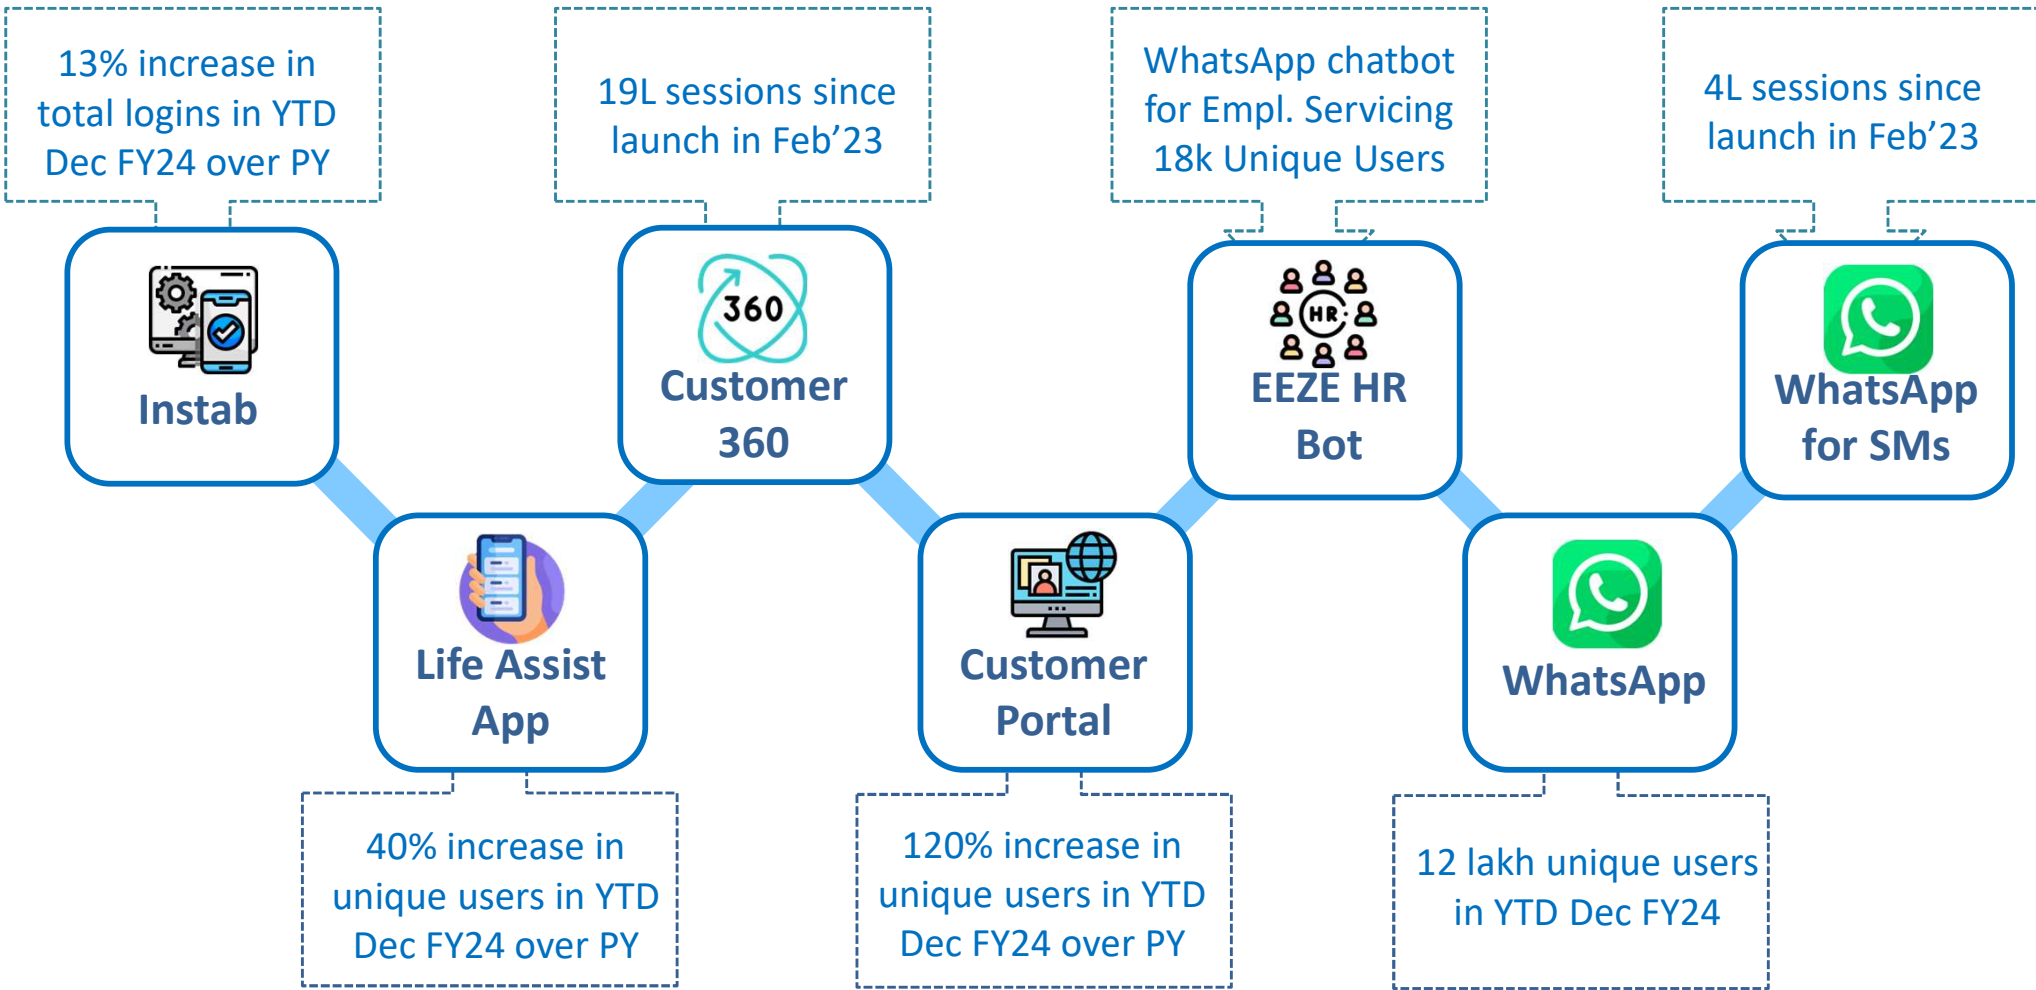 13% increase in
total logins in YTD
Dec FY24 over PY
19L sessions since
launch in Feb’23
WhatsApp chatbot
for Empl. Servicing
18k Unique Users
4L sessions since
launch in Feb’23
Instab
360
Customer
360
HR
EEZE HR
Bot
WhatsApp
for SMs
Life Assist
App
Customer
Portal
WhatsApp
40% increase in
unique users in YTD
Dec FY24 over PY
120% increase in
unique users in YTD
Dec FY24 over PY
12 lakh unique users
in YTD Dec FY24